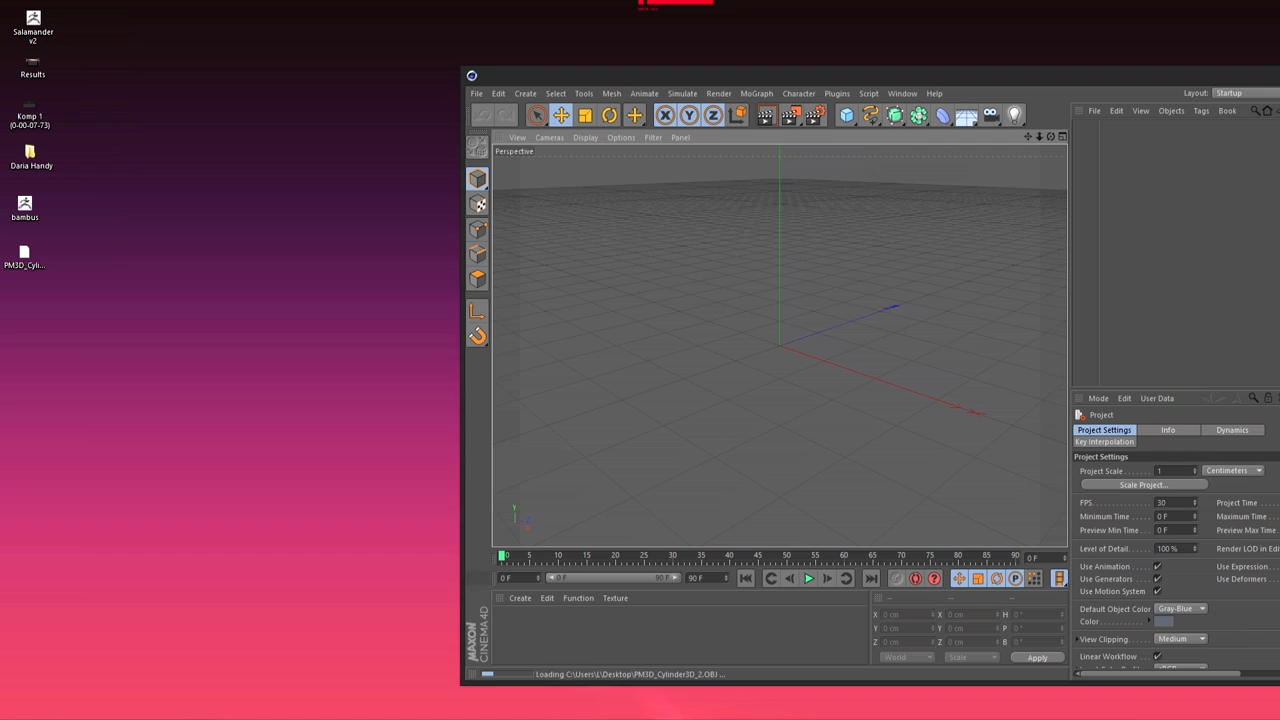 Salamander
v2
Results
Komp 1
(0-00-07-73)
Daria Handy
bambus
PM3D_Cyli...
File Edit Create Select Tools Mesh Animate Simulate Render MoGraph Character Plugins Script Window Help
Layout: Startup
X Y Z
File Edit View Objects Tags Book
View Cameras Display Options Filter Panel
Perspective
Y
Z
X
Mode Edit User Data
Project
Project Settings Info Dynamics
Key Interpolation
Project Settings
Project Scale 1 Centimeters
Scale Project...
FPS 30 Project Time
Minimum Time 0 F Maximum Time
Preview Min Time 0 F Preview Max Time
Level of Detail 100 % Render LOD in Edi
Use Animation Use Expression
Use Generators Use Deformers
Use Motion System
Default Object Color Gray-Blue
Color
View Clipping Medium
Linear Workflow
0 5 10 15 20 25 30 35 40 45 50 55 60 65 70 75 80 85 90 0 F
0 F 0 F 90 F 90 F P
Create Edit Function Texture
-- -- --
X 0 cm X 0 cm H 0 °
Y 0 cm Y 0 cm P 0 °
Z 0 cm Z 0 cm B 0 °
World Scale Apply
MAXON
CINEMA 4D
Loading C:\Users\L\Desktop\PM3D_Cylinder3D_2.OBJ ...